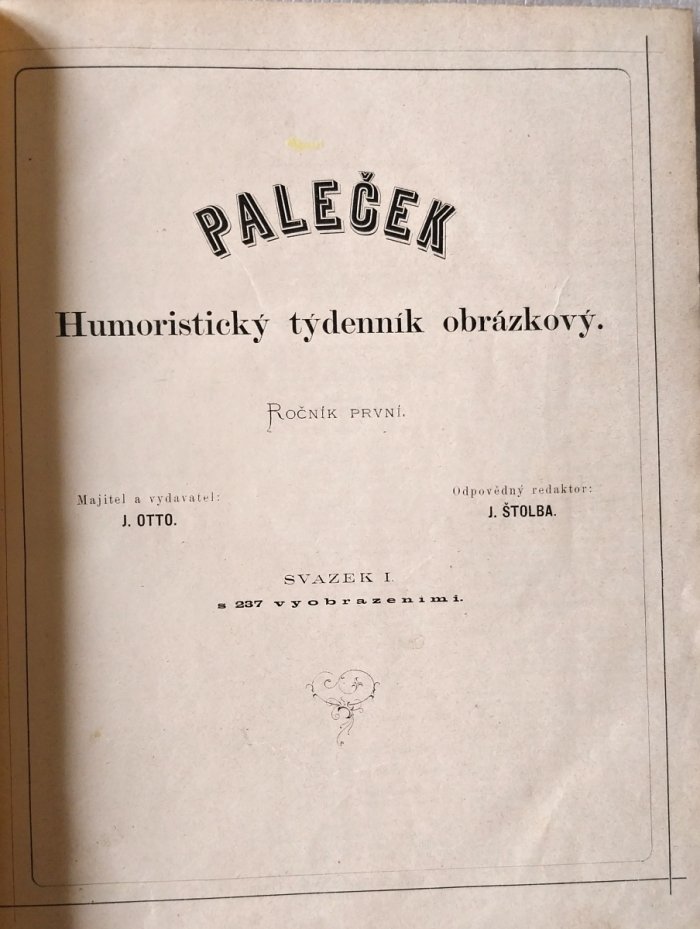 PALEČEK
Humoristický týdenník obrázkový.
ROČNÍK PRVNÍ.
Majitel a vydavatel:
J. OTTO.
Odpovědný redaktor:
J. ŠTOLBA.
SVAZEK I.
s 237 vyobrazeními.